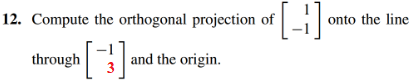 12. Compute the orthogonal projection of [1 -1] onto the line
through [-1 3] and the origin.